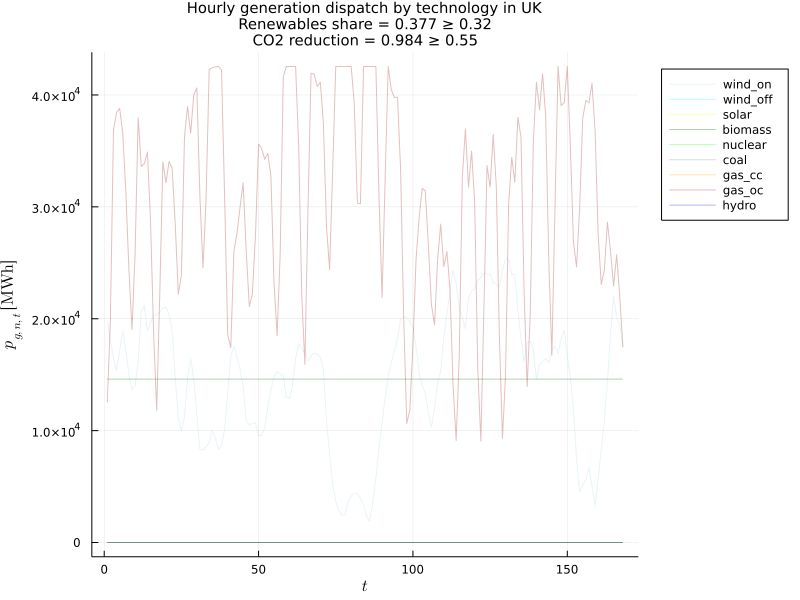 Hourly generation dispatch by technology in UK
Renewables share = 0.377 ≥ 0.32
CO2 reduction = 0.984 ≥ 0.55
wind_on
wind_off
solar
biomass
nuclear
coal
gas_cc
gas_oc
hydro
4.0×10⁴
3.0×10⁴
2.0×10⁴
1.0×10⁴
0
p_{g,n,t} [MWh]
0 50 100 150
t